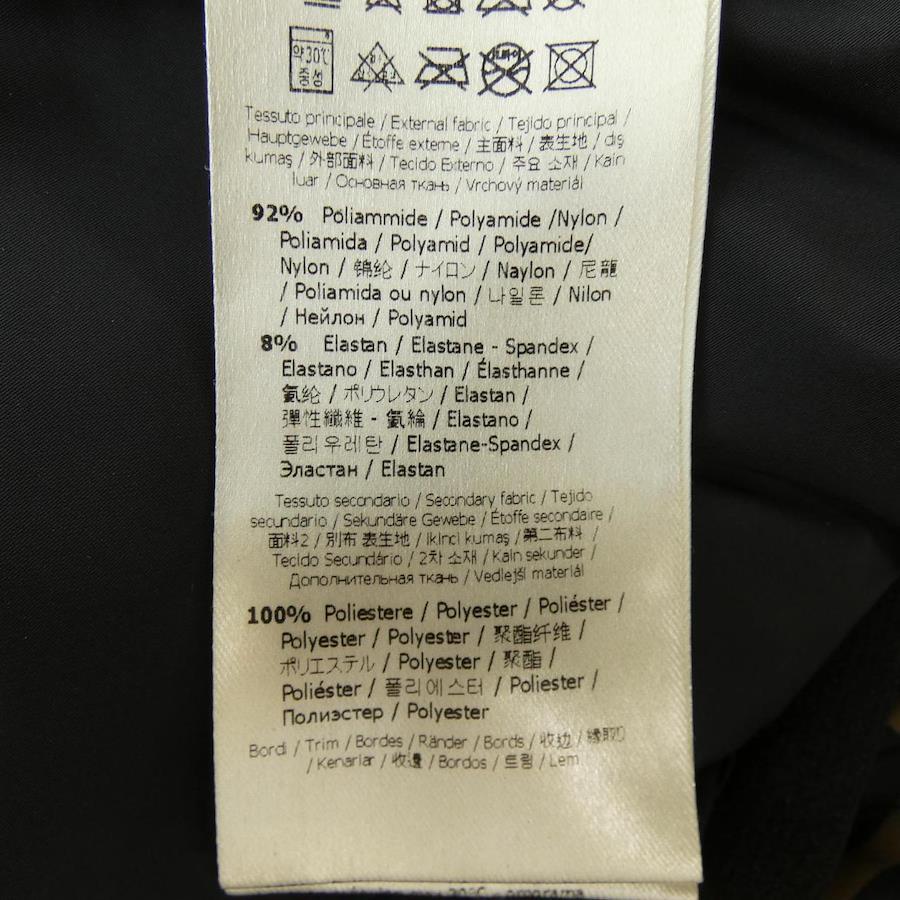 약30℃
중성
Tessuto principale / External fabric / Tejido principal /
Hauptgewebe / Étoffe externe / 主面料 / 表生地 / dış
kumaş / 外部面料 / Tecido Externo / 주요 소재 / Kain
luar / Основная ткань / Vrchový materiál
92% Poliammide / Polyamide /Nylon /
Poliamida / Polyamid / Polyamide/
Nylon / 锦纶 / ナイロン / Naylon / 尼龍
/ Poliamida ou nylon / 나일론 / Nilon
/ Нейлон / Polyamid
8% Elastan / Elastane - Spandex /
Elastano / Elasthan / Élasthanne /
氨纶 / ポリウレタン / Elastan /
彈性纖維 - 氨綸 / Elastano /
폴리우레탄 / Elastane-Spandex /
Эластан / Elastan
Tessuto secondario / Secondary fabric / Tejido
secundario / Sekundäre Gewebe / Étoffe secondaire /
面料2 / 別布 表生地 / İkinci kumaş / 第二布料 /
Tecido Secundário / 2차 소재 / Kain sekunder /
Дополнительная ткань / Vedlejší materiál
100% Poliestere / Polyester / Poliéster /
Polyester / Polyester / 聚酯纤维 /
ポリエステル / Polyester / 聚酯 /
Poliéster / 폴리에스터 / Poliester /
Полиэстер / Polyester
Bordi / Trim / Bordes / Ränder / Bords / 收边 / 縁取り
/ Kenarlar / 收邊 / Bordos / 트림 / Lem